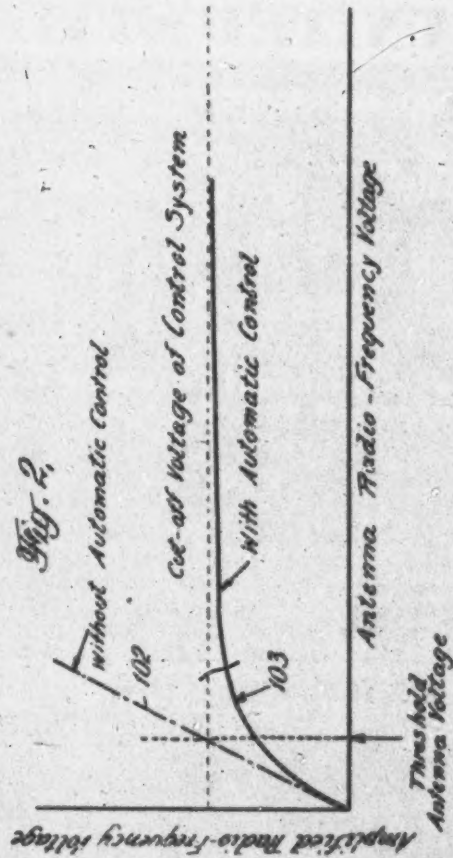 Fig. 2,
Without Automatic Control
102
Cut-off Voltage of Control System
With Automatic Control
103
Amplified Radio-Frequency Voltage
Antenna Radio-Frequency Voltage
Threshold
Antenna Voltage